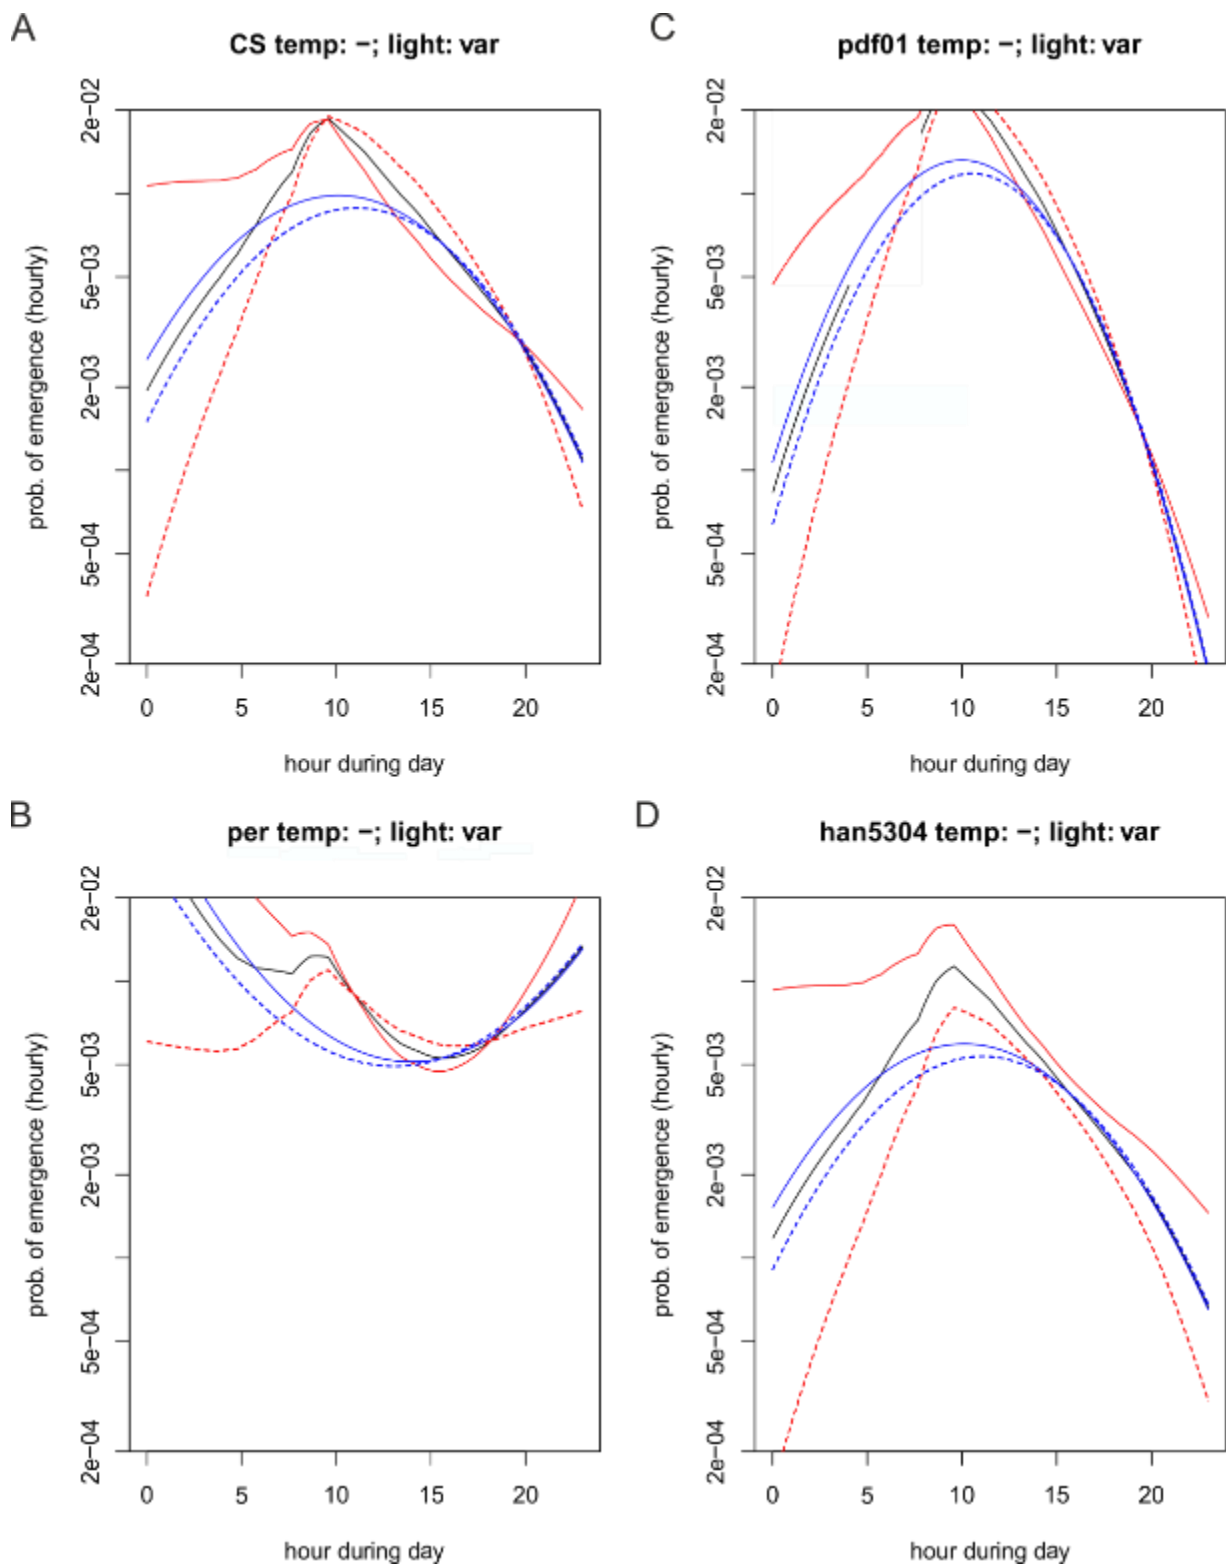 A
CS temp: −; light: var
prob. of emergence (hourly)
2e−02
5e−03
2e−03
5e−04
2e−04
0 5 10 15 20
hour during day
C
pdf01 temp: −; light: var
prob. of emergence (hourly)
2e−02
5e−03
2e−03
5e−04
2e−04
0 5 10 15 20
hour during day
B
per temp: −; light: var
prob. of emergence (hourly)
2e−02
5e−03
2e−03
5e−04
2e−04
0 5 10 15 20
hour during day
D
han5304 temp: −; light: var
prob. of emergence (hourly)
2e−02
5e−03
2e−03
5e−04
2e−04
0 5 10 15 20
hour during day